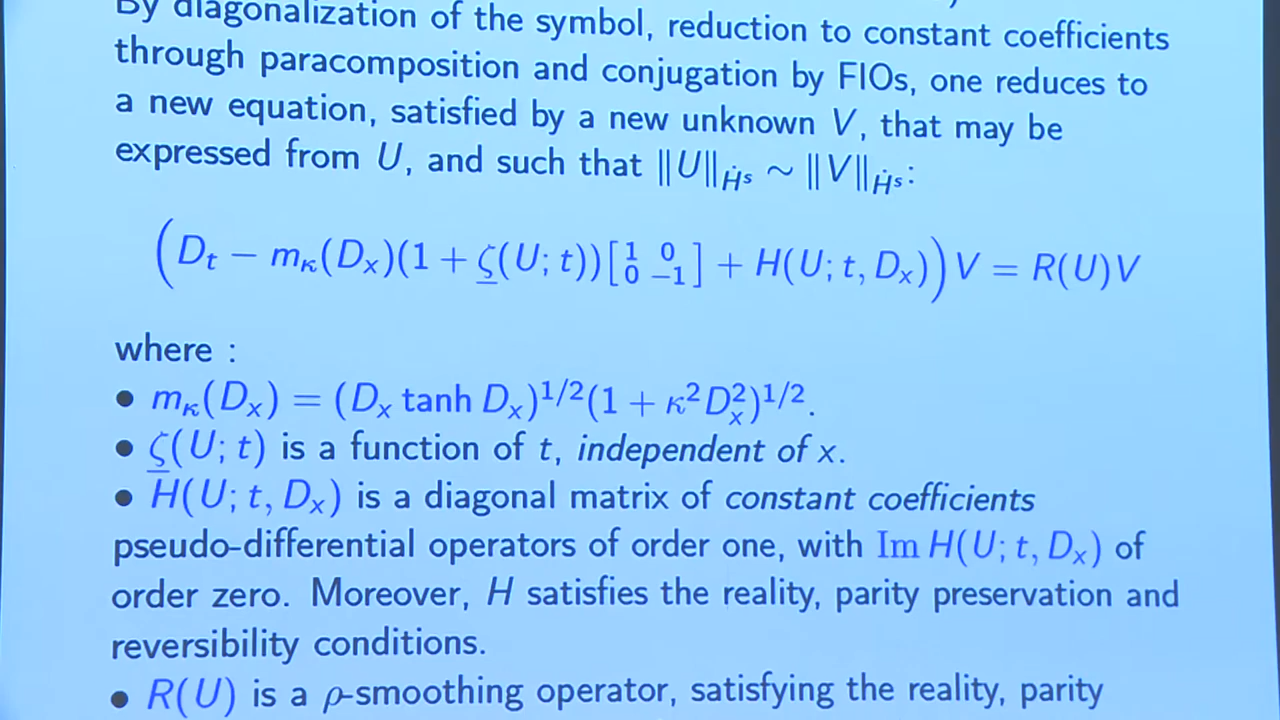 By diagonalization of the symbol, reduction to constant coefficients
through paracomposition and conjugation by FIOs, one reduces to
a new equation, satisfied by a new unknown V, that may be
expressed from U, and such that ‖U‖_{Ḣ^s} ∼ ‖V‖_{Ḣ^s}:
(D_t − m_κ(D_x)(1 + ζ̲(U; t))[1 0 0 −1] + H(U; t, D_x))V = R(U)V
where :
● m_κ(D_x) = (D_x tanh D_x)^{1/2}(1 + κ²D_x²)^{1/2}.
● ζ̲(U; t) is a function of t, independent of x.
● H(U; t, D_x) is a diagonal matrix of constant coefficients
pseudo-differential operators of order one, with Im H(U; t, D_x) of
order zero. Moreover, H satisfies the reality, parity preservation and
reversibility conditions.
● R(U) is a ρ-smoothing operator, satisfying the reality, parity